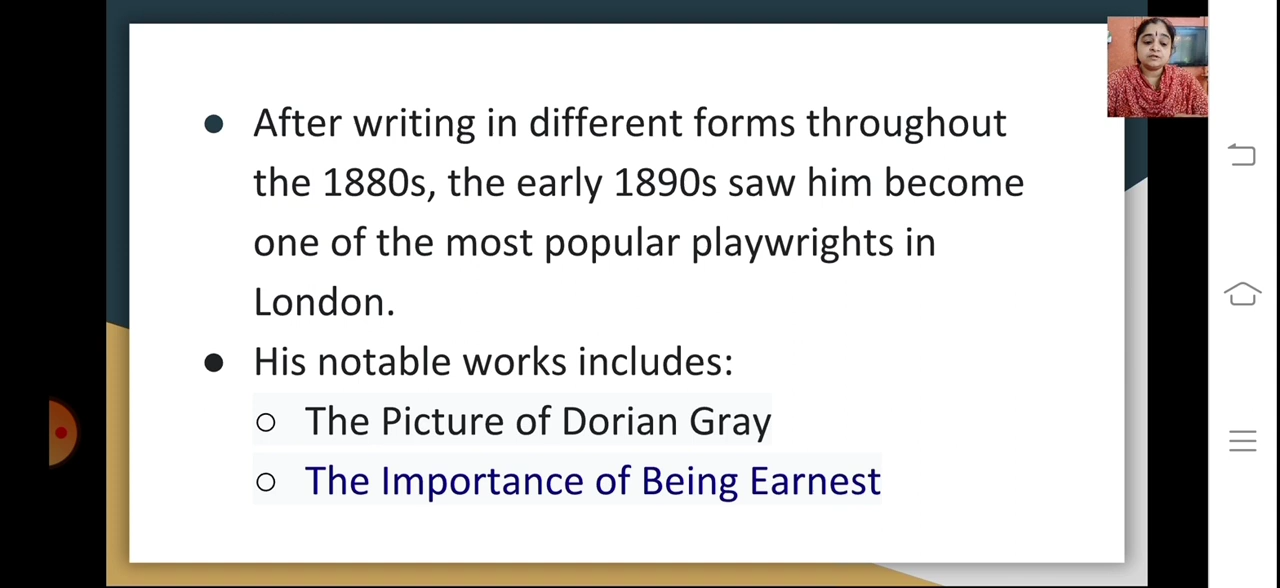 After writing in different forms throughout
the 1880s, the early 1890s saw him become
one of the most popular playwrights in
London.
His notable works includes:
The Picture of Dorian Gray
The Importance of Being Earnest